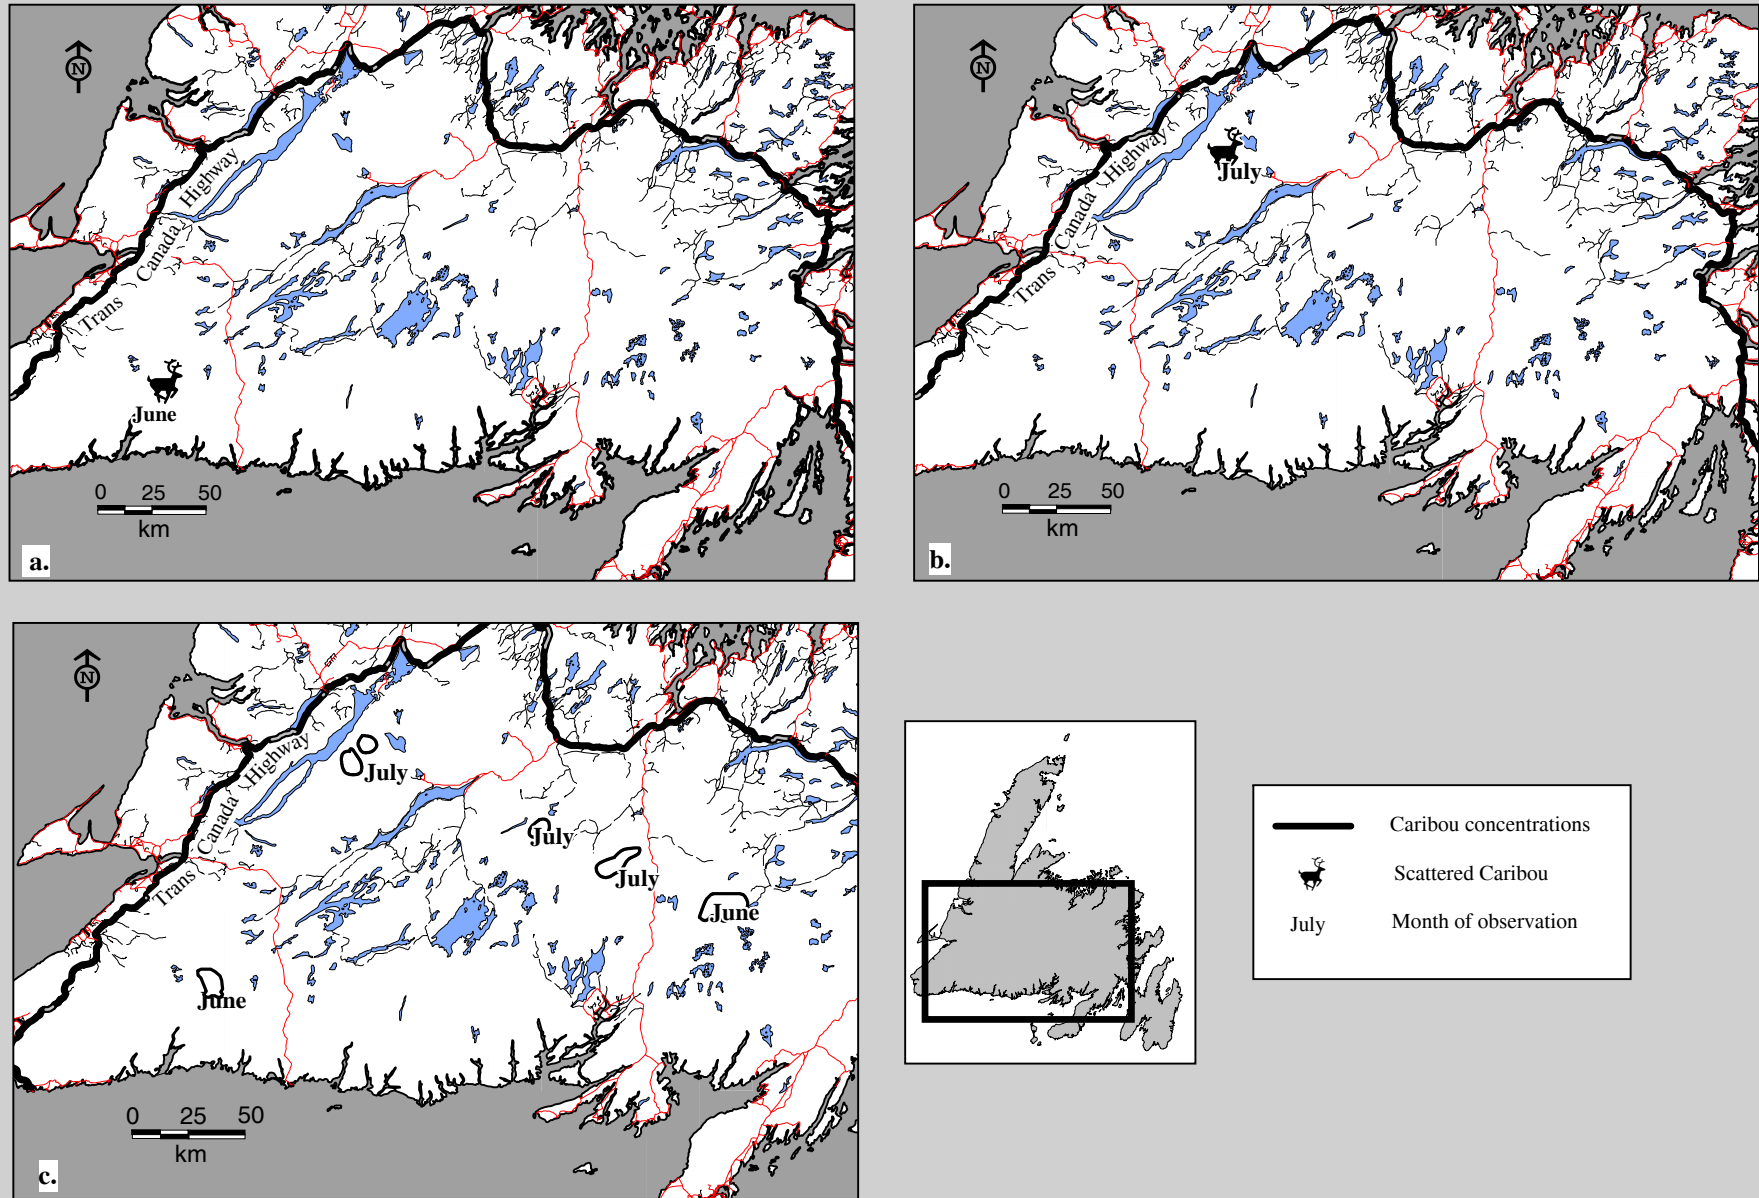 N
Trans Canada Highway
June
0 25 50
km
a.
N
Trans Canada Highway
July
0 25 50
km
b.
N
Trans Canada Highway
July
July
July
June
June
0 25 50
km
c.
Caribou concentrations
Scattered Caribou
July Month of observation